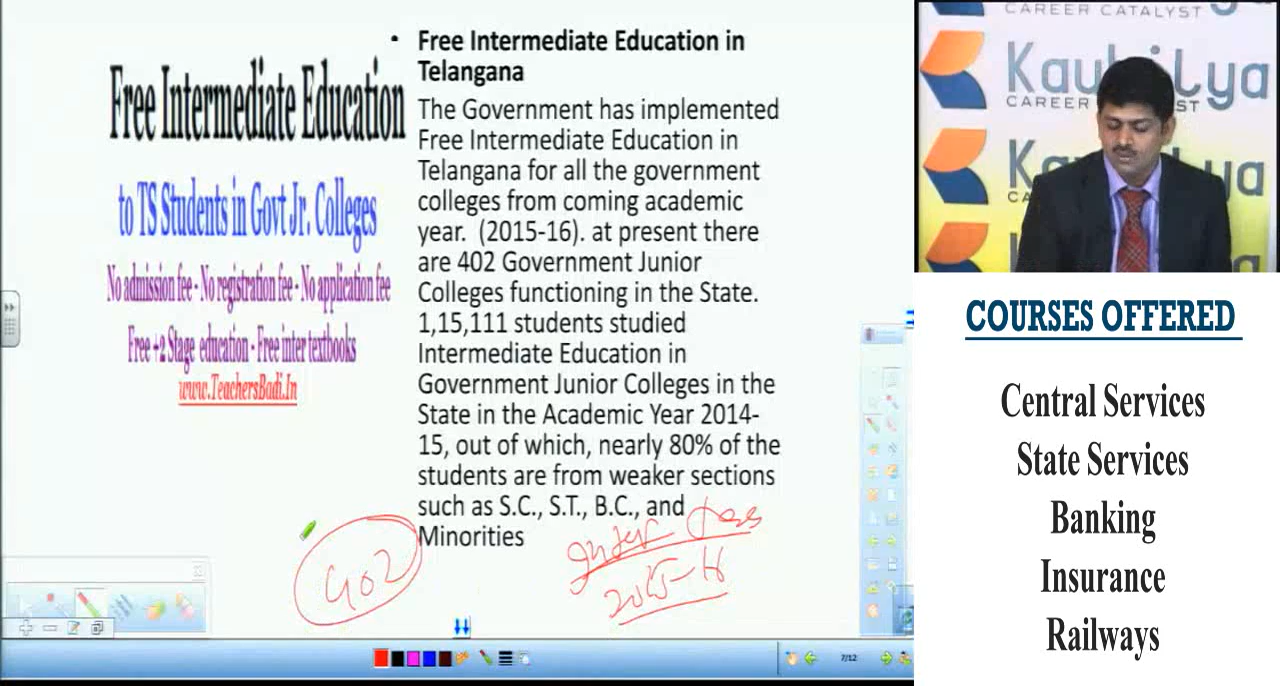 Free Intermediate Education
to TS Students in Govt Jr. Colleges
No admission fee - No registration fee - No application fee
Free +2 Stage education - Free inter textbooks
www.TeachersBadi.In
• Free Intermediate Education in
Telangana
The Government has implemented
Free Intermediate Education in
Telangana for all the government
colleges from coming academic
year. (2015-16). at present there
are 402 Government Junior
Colleges functioning in the State.
1,15,111 students studied
Intermediate Education in
Government Junior Colleges in the
State in the Academic Year 2014-
15, out of which, nearly 80% of the
students are from weaker sections
such as S.C., S.T., B.C., and
Minorities
402
Inter
2015-16
7/12
CAREER CATALYST
Kautilya
CAREER CATALYST
COURSES OFFERED
Central Services
State Services
Banking
Insurance
Railways